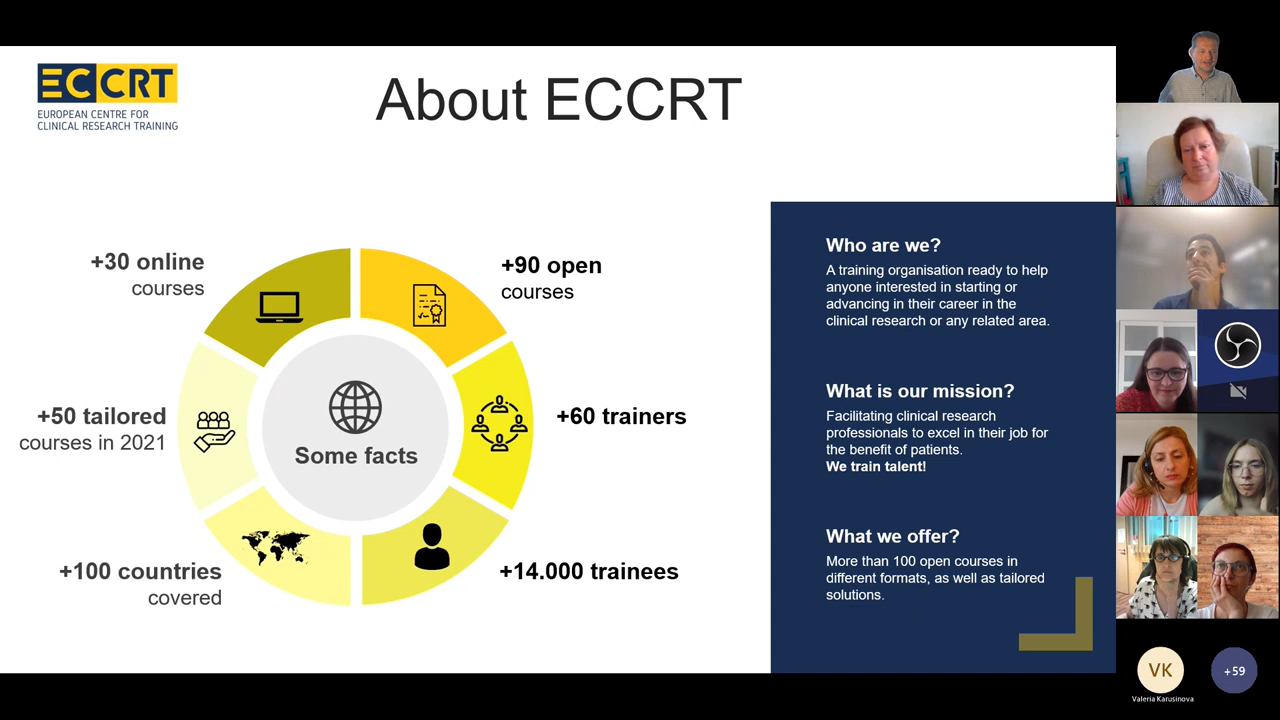 ECCRT
EUROPEAN CENTRE FOR
CLINICAL RESEARCH TRAINING
About ECCRT
+30 online
courses
+90 open
courses
+50 tailored
courses in 2021
+60 trainers
Some facts
+100 countries
covered
+14.000 trainees
Who are we?
A training organisation ready to help
anyone interested in starting or
advancing in their career in the
clinical research or any related area.
What is our mission?
Facilitating clinical research
professionals to excel in their job for
the benefit of patients.
We train talent!
What we offer?
More than 100 open courses in
different formats, as well as tailored
solutions.
VK
Valeria Karusinova
+59